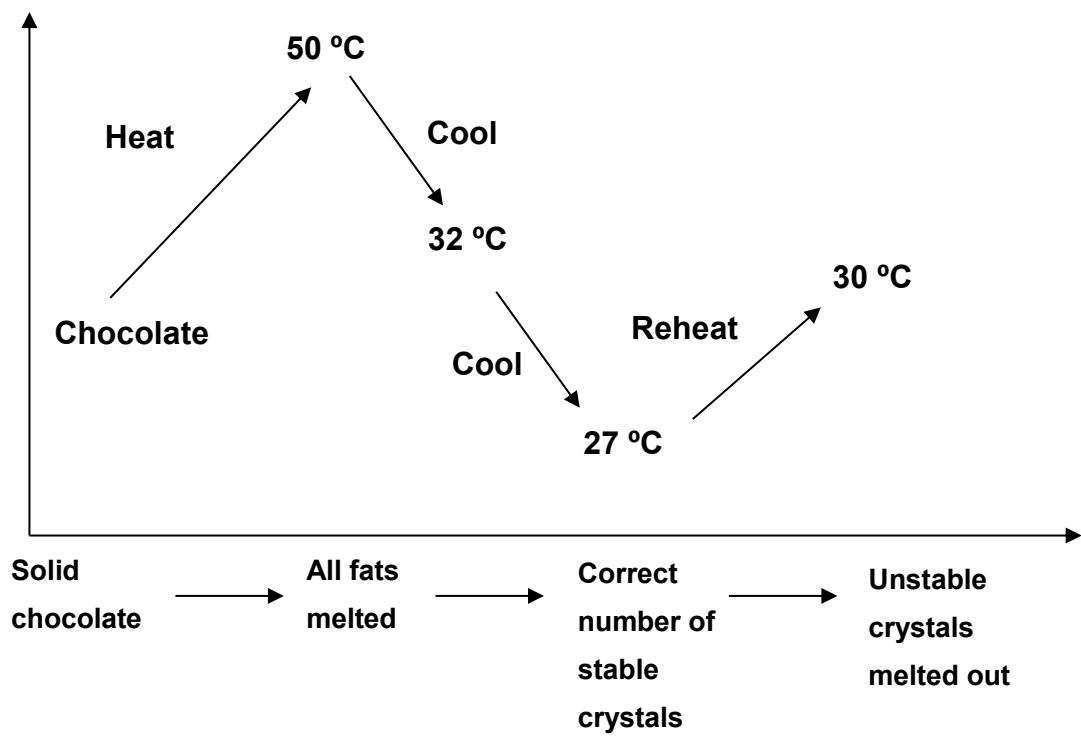 50 ºC
Heat
Cool
32 ºC
30 ºC
Chocolate
Reheat
Cool
27 ºC
Solid
chocolate
All fats
melted
Correct
number of
stable
crystals
Unstable
crystals
melted out